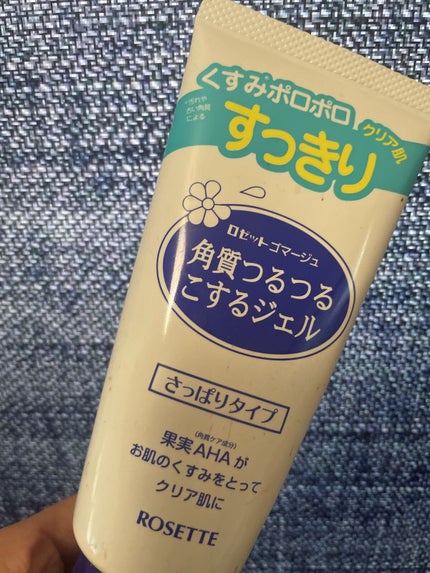 くすみポロポロ
*汚れや
古い角質
による
すっきり
クリア肌
ロゼット ゴマージュ
角質つるつる
こするジェル
さっぱりタイプ
(角質ケア成分)
果実AHAが
お肌のくすみをとって
クリア肌に
ROSETTE